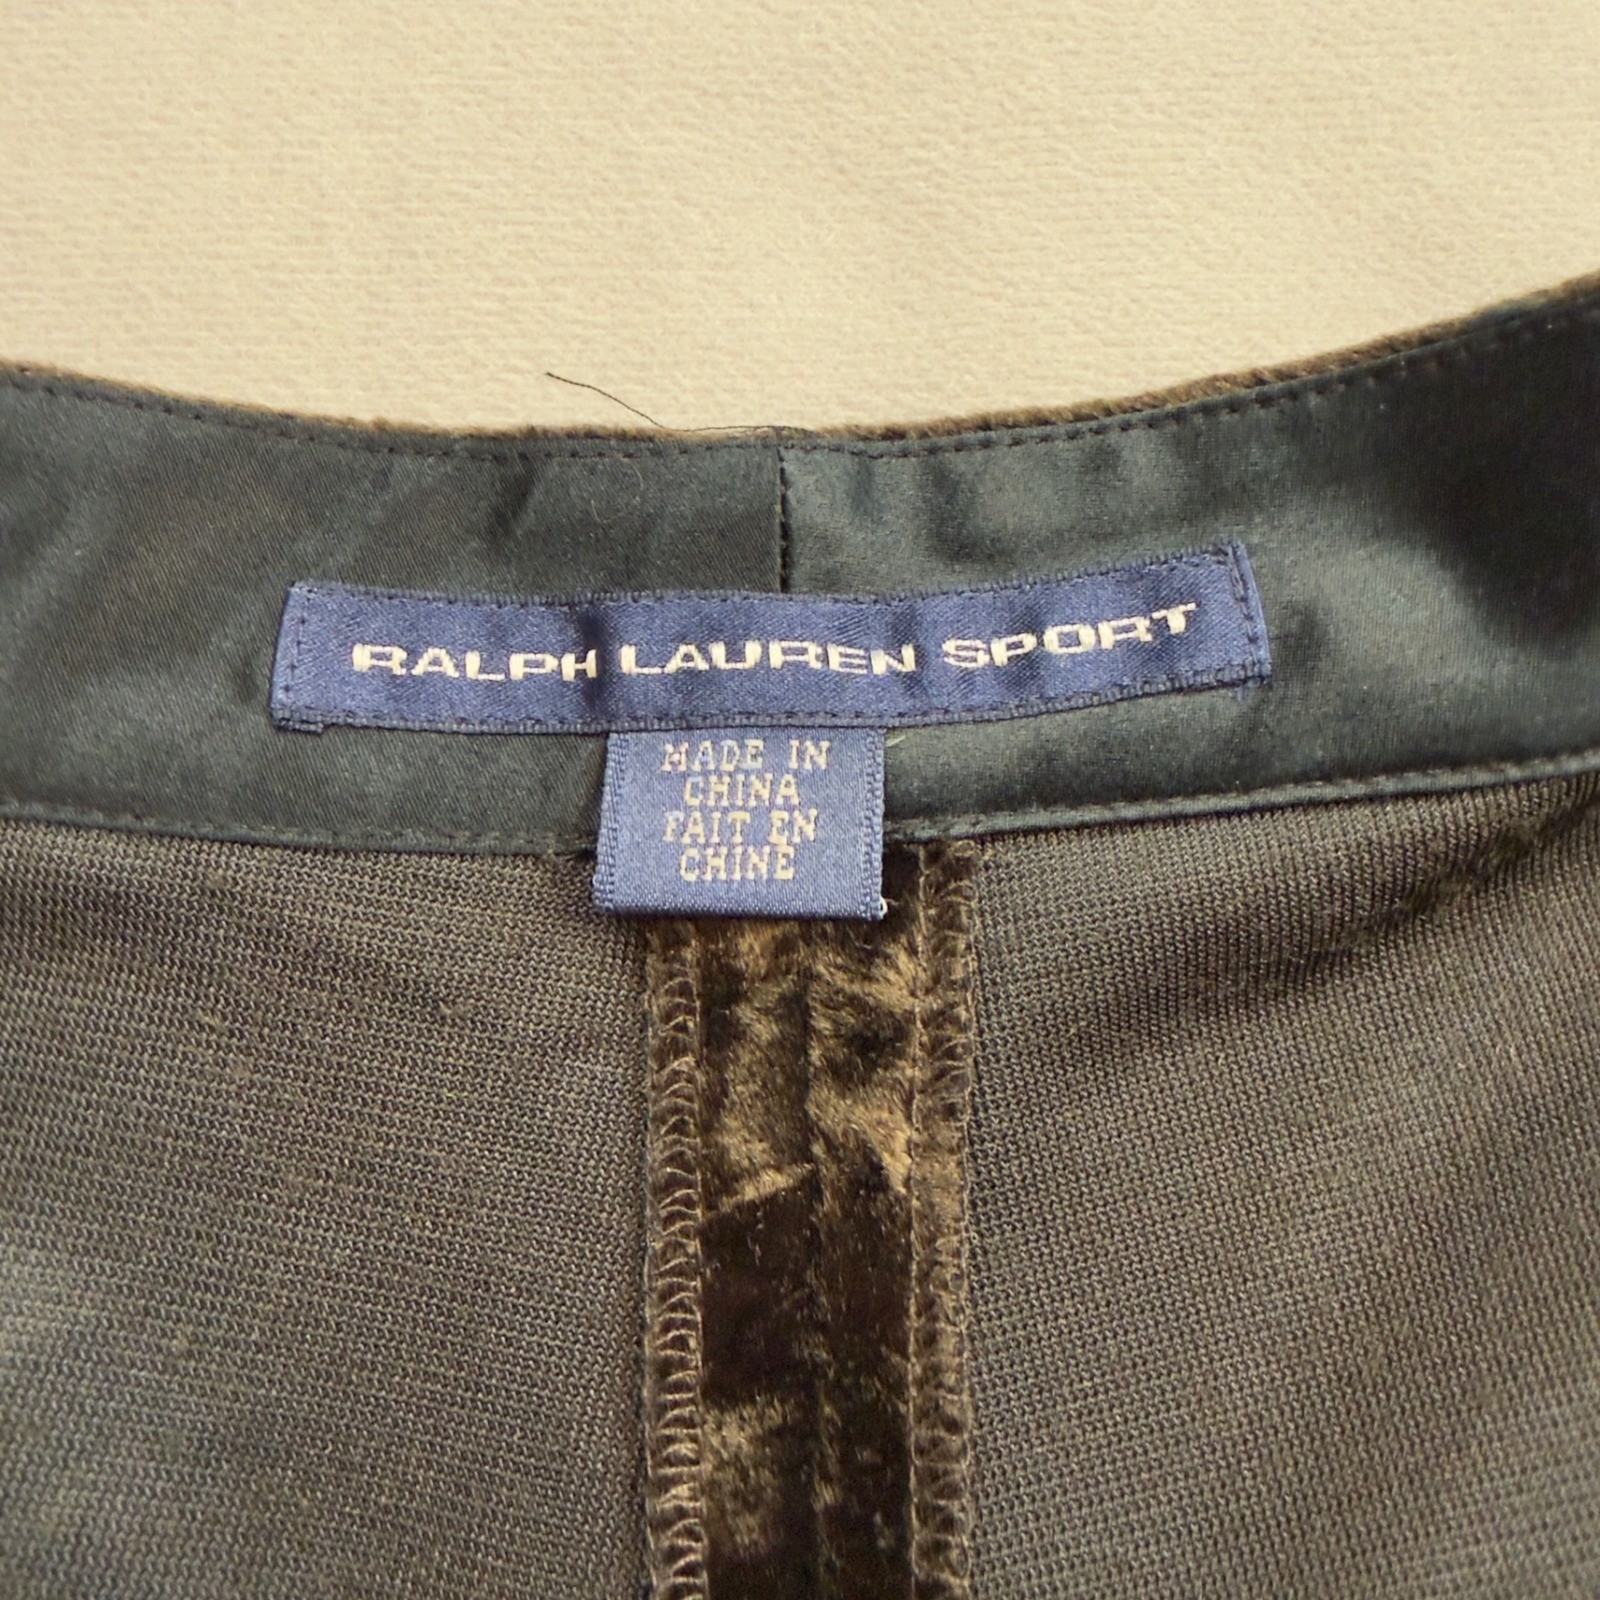 RALPH LAUREN SPORT
MADE IN
CHINA
FAIT EN
CHINE